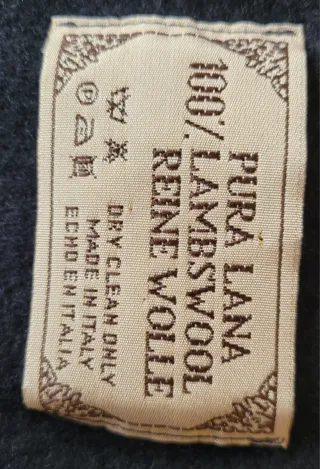 PURA LANA
100% LAMBSWOOL
REINE WOLLE
DRY CLEAN ONLY
MADE IN ITALY
ECHO EN ITALIA